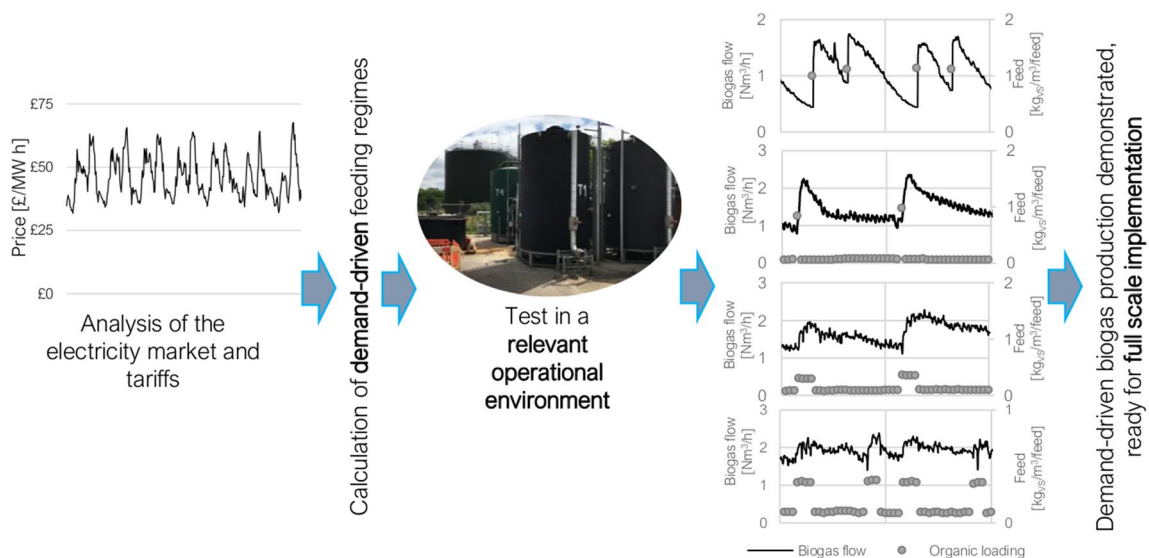 £75
£50
£25
£0
Price [£/MW h]
Analysis of the
electricity market and
tariffs
Calculation of demand-driven feeding regimes
T4
T1
Test in a
relevant
operational
environment
2
1
0
Biogas flow
[Nm³/h]
2
1
0
Feed
[kgVS/m³/feed]
3
2
1
0
Biogas flow
[Nm³/h]
2
1
0
Feed
[kgVS/m³/feed]
3
2
1
0
Biogas flow
[Nm³/h]
2
1
0
Feed
[kgVS/m³/feed]
3
2
1
0
Biogas flow
[Nm³/h]
1
0
Feed
[kgVS/m³/feed]
Biogas flow
Organic loading
Demand-driven biogas production demonstrated,
ready for full scale implementation